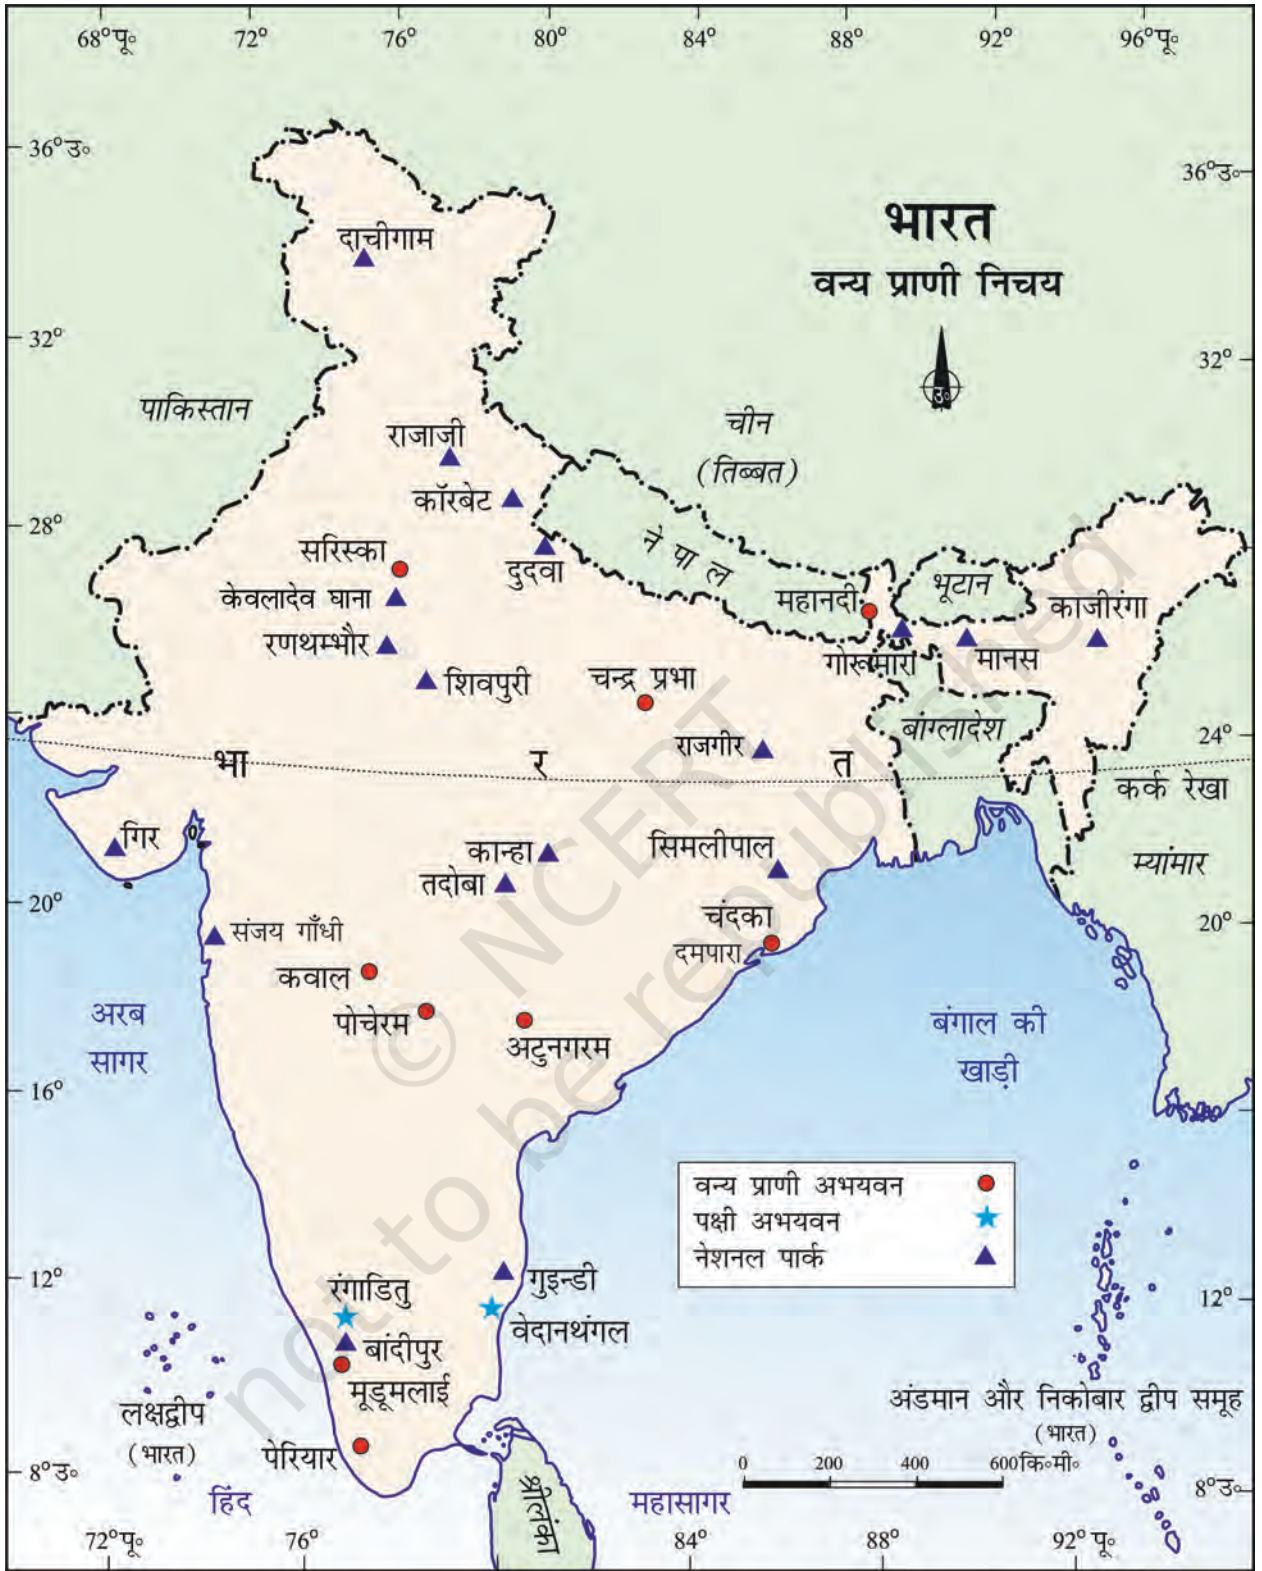 68°पू॰ 72° 76° 80° 84° 88° 92° 96°पू॰
36°उ॰
36°उ॰
भारत
वन्य प्राणी निचय
दाचीगाम
32°
32°
उ॰
पाकिस्तान
चीन
(तिब्बत)
राजाजी
कॉरबेट
28°
सरिस्का
दुदवा
नेपाल
भूटान
केवलादेव घाना
महानदी
काजीरंगा
रणथम्भौर
गोरूमारा
मानस
शिवपुरी
चन्द्र प्रभा
बांग्लादेश
राजगीर
24°
भारत
कर्क रेखा
गिर
कान्हा
सिमलीपाल
म्यांमार
तदोबा
20°
20°
चंदका
दमपारा
संजय गाँधी
कवाल
पोचेरम
अटुनगरम
अरब
सागर
बंगाल की
खाड़ी
16°
© NCERT
not to be republished
वन्य प्राणी अभयवन
पक्षी अभयवन
नेशनल पार्क
12°
12°
रंगाडितु
गुइन्डी
वेदानथंगल
बांदीपुर
मूडूमलाई
लक्षद्वीप
(भारत)
अंडमान और निकोबार द्वीप समूह
(भारत)
पेरियार
0 200 400 600कि॰मी॰
8°उ॰
8°उ॰
हिंद
महासागर
श्रीलंका
72°पू॰ 76° 84° 88° 92°पू॰